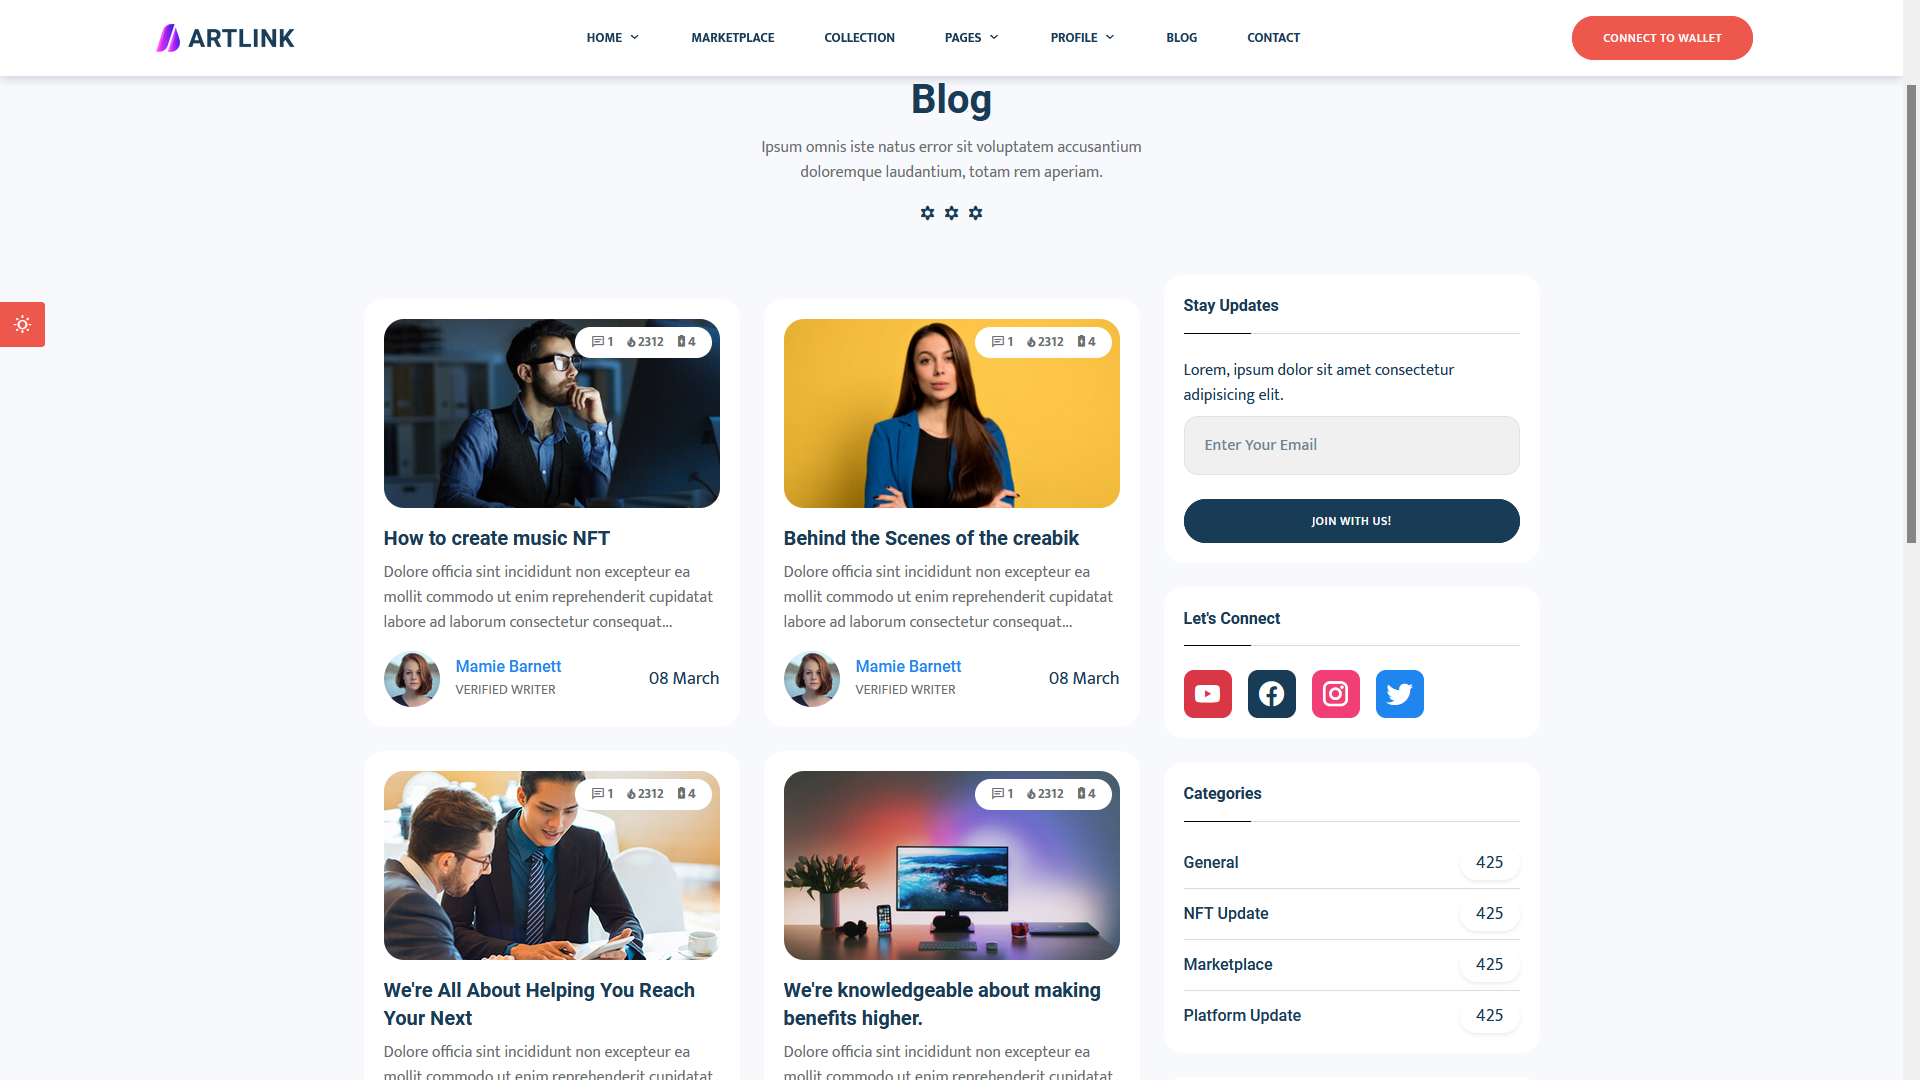 ARTLINK
HOME
MARKETPLACE
COLLECTION
PAGES
PROFILE
BLOG
CONTACT
CONNECT TO WALLET
Blog
Ipsum omnis iste natus error sit voluptatem accusantium
doloremque laudantium, totam rem aperiam.
1 2312 4
How to create music NFT
Dolore officia sint incididunt non excepteur ea
mollit commodo ut enim reprehenderit cupidatat
labore ad laborum consectetur consequat...
Mamie Barnett
VERIFIED WRITER
08 March
1 2312 4
Behind the Scenes of the creabik
Dolore officia sint incididunt non excepteur ea
mollit commodo ut enim reprehenderit cupidatat
labore ad laborum consectetur consequat...
Mamie Barnett
VERIFIED WRITER
08 March
1 2312 4
We're All About Helping You Reach
Your Next
Dolore officia sint incididunt non excepteur ea
mollit commodo ut enim reprehenderit cupidatat
1 2312 4
We're knowledgeable about making
benefits higher.
Dolore officia sint incididunt non excepteur ea
mollit commodo ut enim reprehenderit cupidatat
Stay Updates
Lorem, ipsum dolor sit amet consectetur
adipisicing elit.
Enter Your Email
JOIN WITH US!
Let's Connect
Categories
General 425
NFT Update 425
Marketplace 425
Platform Update 425